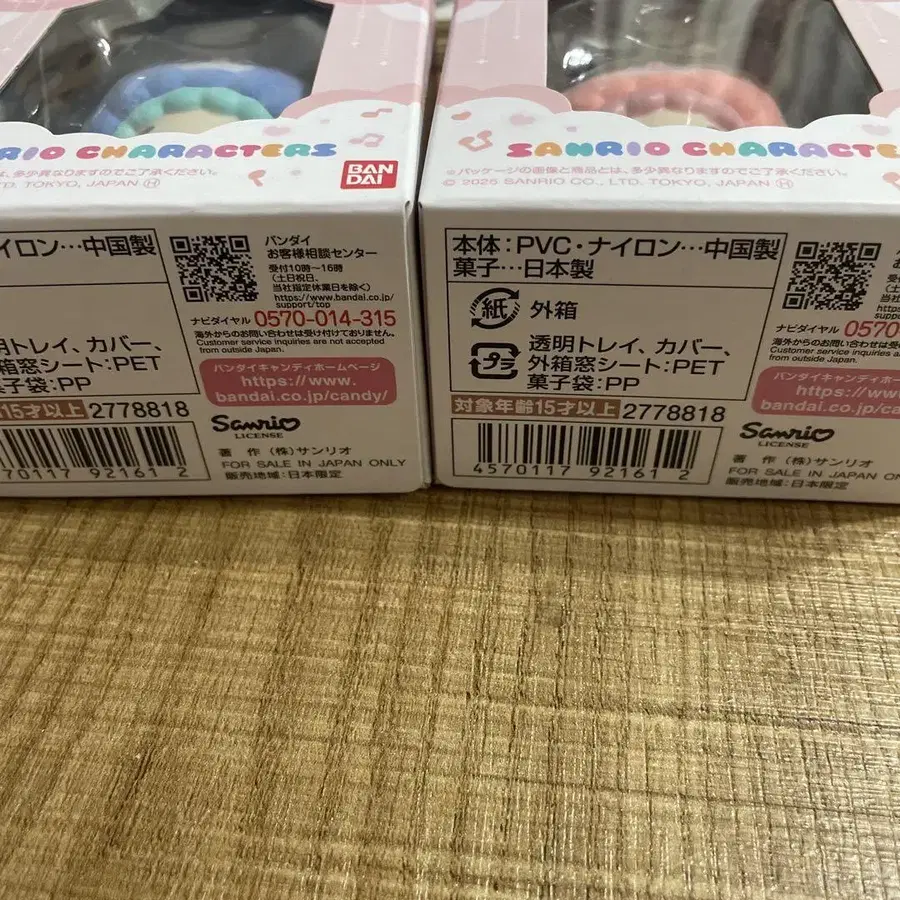 RIO CHARACTERS
は、多少異なりますのでご了承ください。
TD. TOKYO, JAPAN Ⓗ
BAN
DAI
イロン…中国製
バンダイ
お客様相談センター
受付10時〜16時
(土日祝日、
当社指定休業日を除く)
https://www.bandai.co.jp/
support/top
ナビダイヤル 0570-014-315
海外からのお問い合わせは受け付けておりません。
Customer service inquiries are not accepted
from outside Japan.
明トレイ、カバー、
箱窓シート:PET
菓子袋:PP
バンダイキャンディホームページ
https://www.
bandai.co.jp/candy/
15才以上 2778818
70117 92161 2
Sanrio
LICENSE
著 作 (株)サンリオ
FOR SALE IN JAPAN ONLY
販売地域:日本限定
SANRIO CHARACTE
*パッケージの画像と商品とは、多少異なりますのでご了承ください。
© 2025 SANRIO CO., LTD. TOKYO, JAPAN Ⓗ
本体:PVC・ナイロン…中国製
菓子…日本製
紙 外箱
プラ
透明トレイ、カバー、
外箱窓シート:PET
菓子袋:PP
対象年齢15才以上 2778818
4570117 92161 2
ナビダイヤル 0570
海外からのお問い合わせは受
Customer service inquiries are
from outside Japan.
バンダイキャンディホー
https://www
bandai.co.jp/ca
Sanrio
LICENSE
著 作 (株)サンリオ
FOR SALE IN JAPAN ON
販売地域:日本限定